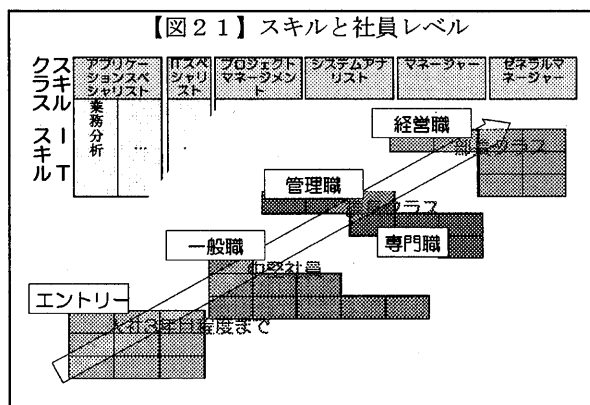 【図21】スキルと社員レベル
スキル クラス
IT スキル
アプリケー
ションスペ
シャリスト
ITスペ
シャリス
ト
プロジェクト
マネージメン
ト
システムアナ
リスト
マネージャー
ゼネラルマ
ネージャー
業務分析
…
経営職
部長クラス
管理職
クラス
専門職
一般職
中堅社員
エントリー
入社3年目程度まで